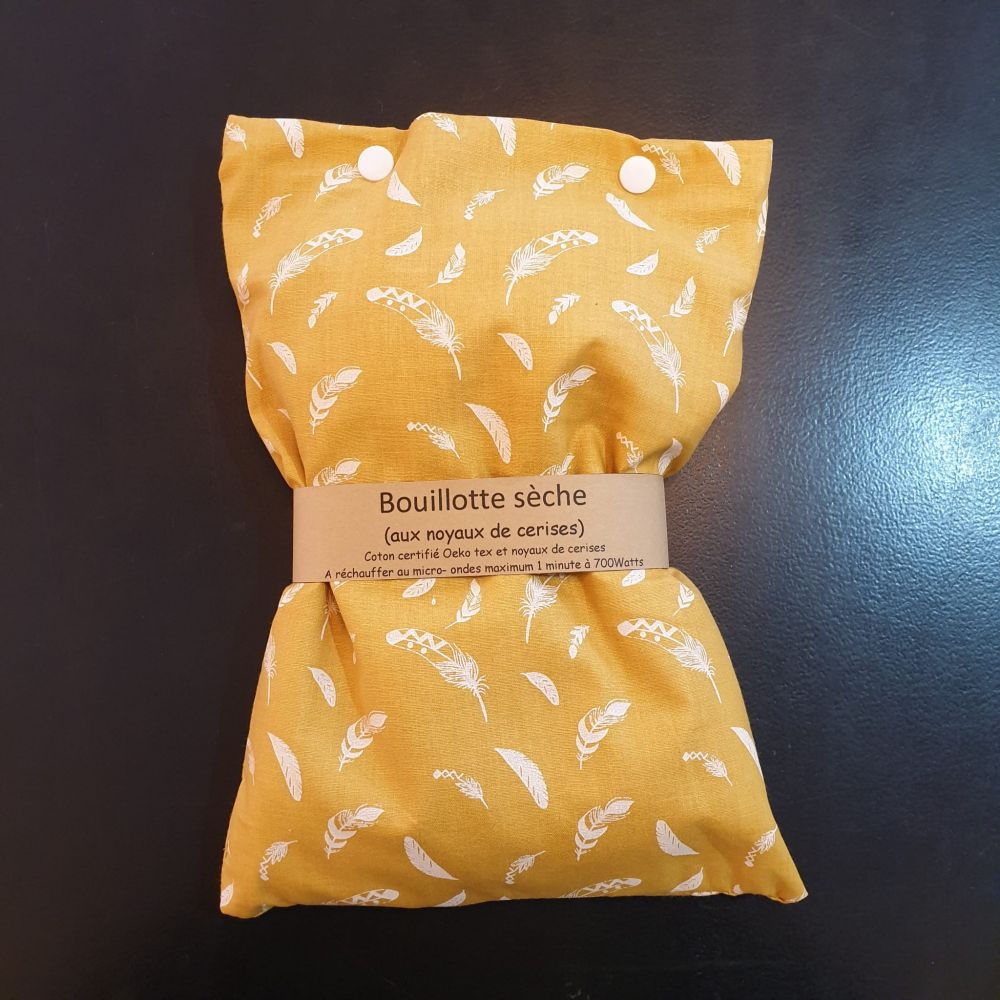 Bouillotte sèche
(aux noyaux de cerises)
Coton certifié Oeko tex et noyaux de cerises
A réchauffer au micro- ondes maximum 1 minute à 700Watts